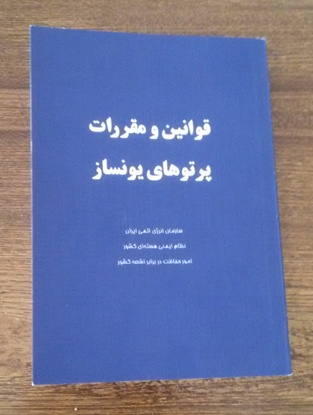 قوانین و مقررات
پرتوهای یونساز
سازمان انرژی اتمی ایران
نظام ایمنی هسته‌ای کشور
امور حفاظت در برابر اشعه کشور